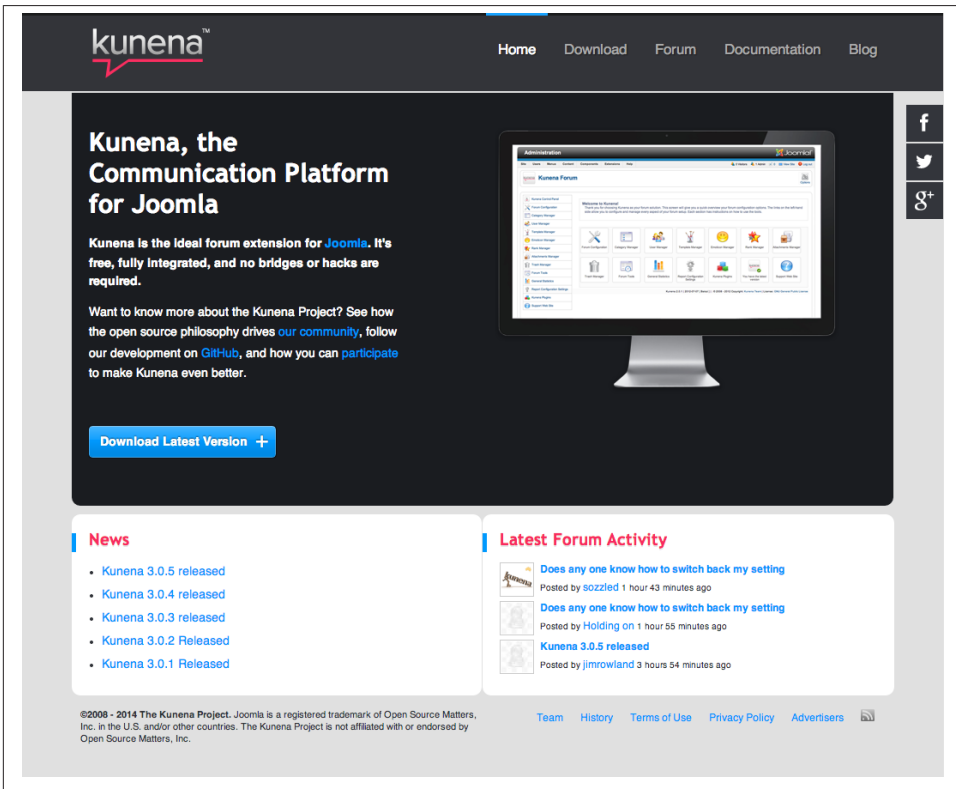 kunena™
Home Download Forum Documentation Blog
f
g+
Kunena, the
Communication Platform
for Joomla
Kunena is the ideal forum extension for Joomla. It's
free, fully integrated, and no bridges or hacks are
required.
Want to know more about the Kunena Project? See how
the open source philosophy drives our community, follow
our development on GitHub, and how you can participate
to make Kunena even better.
Download Latest Version +
Administration
Joomla!
Kunena Forum
Welcome to Kunena!
News
• Kunena 3.0.5 released
• Kunena 3.0.4 released
• Kunena 3.0.3 released
• Kunena 3.0.2 Released
• Kunena 3.0.1 Released
Latest Forum Activity
Does any one know how to switch back my setting
Posted by sozzled 1 hour 43 minutes ago
Does any one know how to switch back my setting
Posted by Holding on 1 hour 55 minutes ago
Kunena 3.0.5 released
Posted by jimrowland 3 hours 54 minutes ago
©2008 - 2014 The Kunena Project. Joomla is a registered trademark of Open Source Matters,
Inc. in the U.S. and/or other countries. The Kunena Project is not affiliated with or endorsed by
Open Source Matters, Inc.
Team History Terms of Use Privacy Policy Advertisers